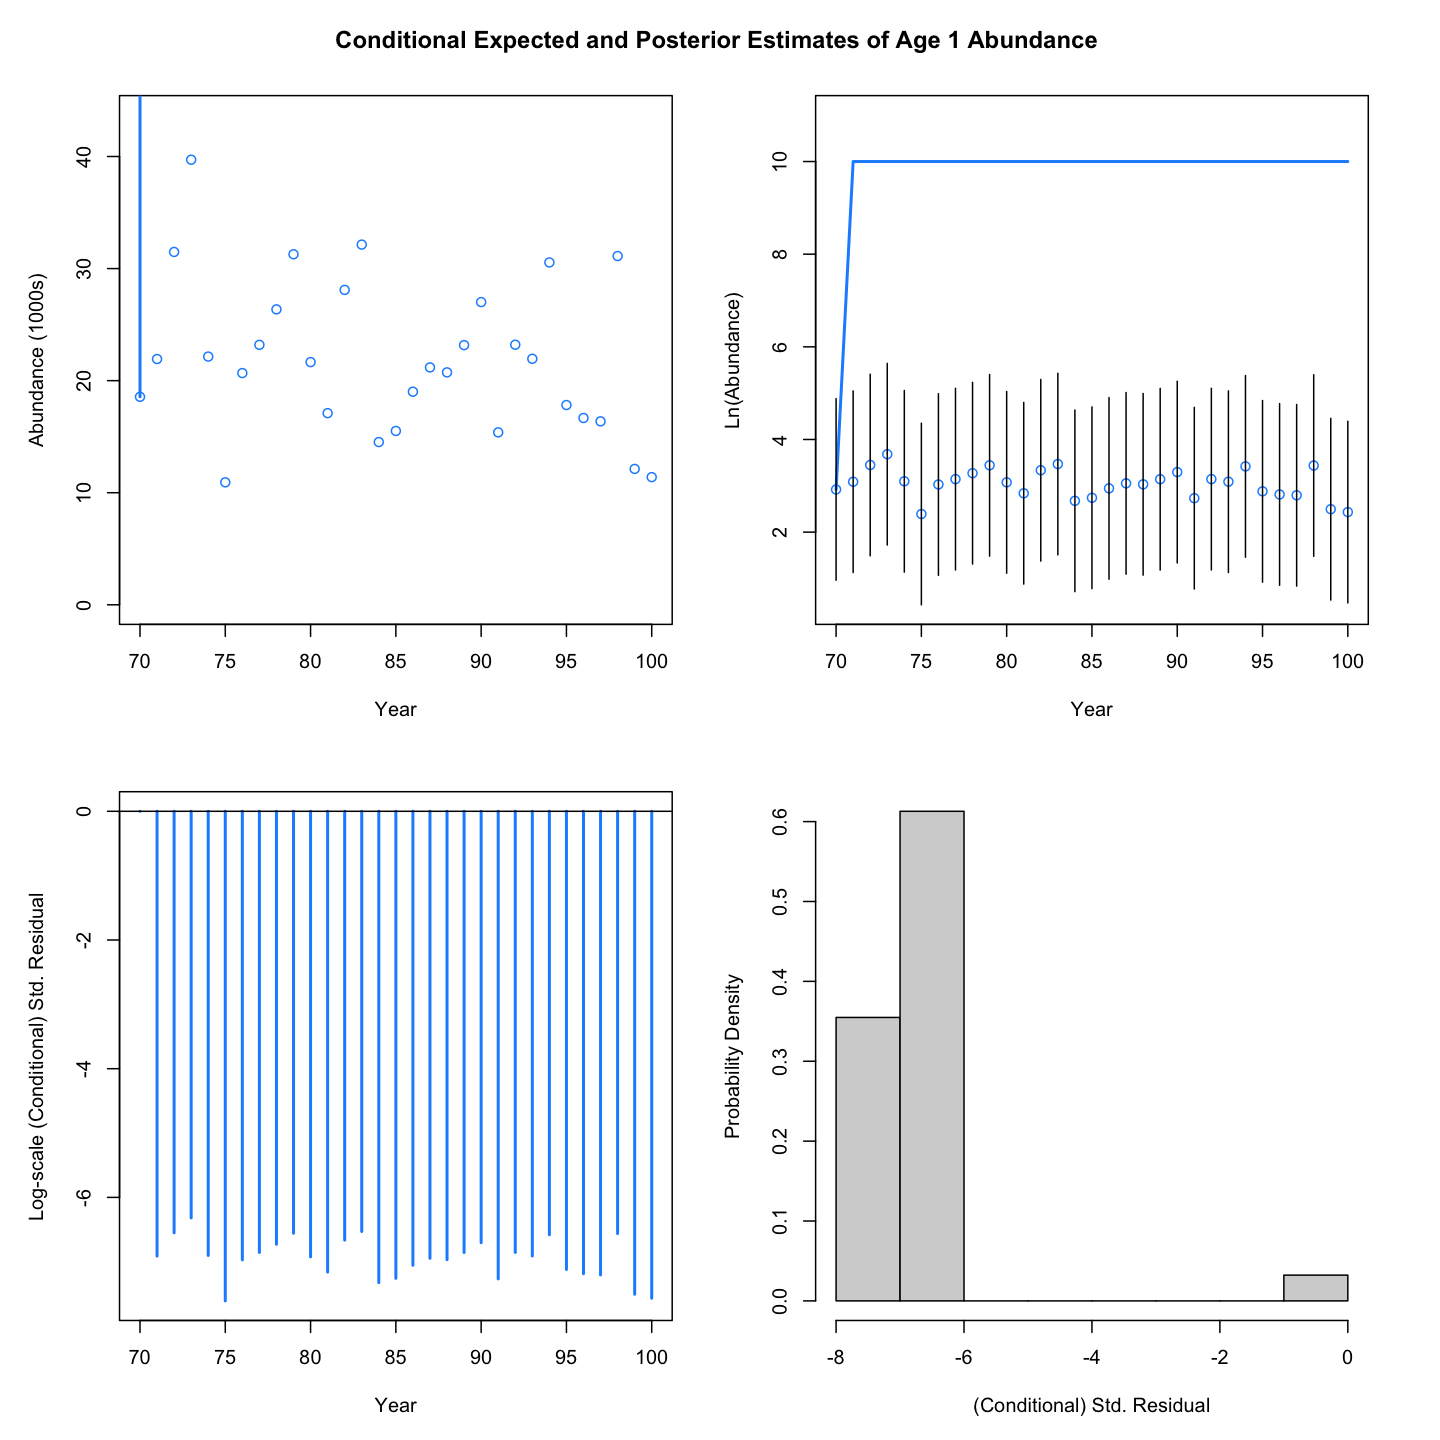 Conditional Expected and Posterior Estimates of Age 1 Abundance
Abundance (1000s)
0 10 20 30 40
70 75 80 85 90 95 100
Year
Ln(Abundance)
2 4 6 8 10
70 75 80 85 90 95 100
Year
Log-scale (Conditional) Std. Residual
-6 -4 -2 0
70 75 80 85 90 95 100
Year
Probability Density
0.0 0.1 0.2 0.3 0.4 0.5 0.6
-8 -6 -4 -2 0
(Conditional) Std. Residual